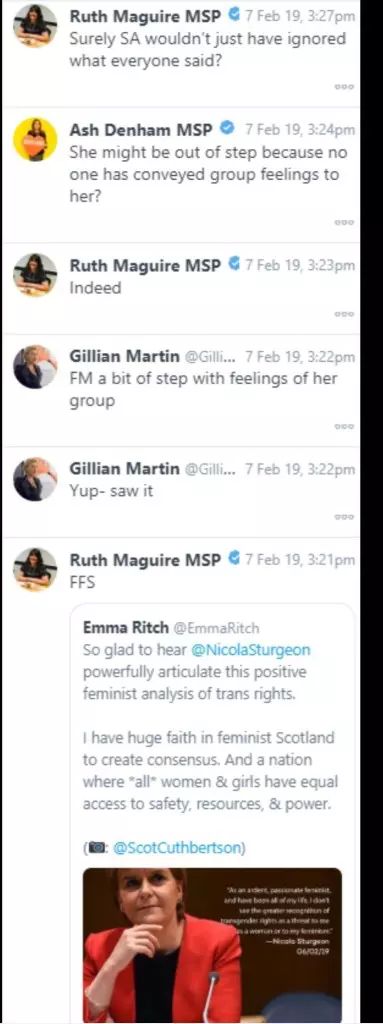 Ruth Maguire MSP 7 Feb 19, 3:27pm
Surely SA wouldn't just have ignored
what everyone said?
Ash Denham MSP 7 Feb 19, 3:24pm
She might be out of step because no
one has conveyed group feelings to
her?
Ruth Maguire MSP 7 Feb 19, 3:23pm
Indeed
Gillian Martin @Gilli... 7 Feb 19, 3:22pm
FM a bit of step with feelings of her
group
Gillian Martin @Gilli... 7 Feb 19, 3:22pm
Yup- saw it
Ruth Maguire MSP 7 Feb 19, 3:21pm
FFS
Emma Ritch @EmmaRitch
So glad to hear @NicolaSturgeon
powerfully articulate this positive
feminist analysis of trans rights.
I have huge faith in feminist Scotland
to create consensus. And a nation
where *all* women & girls have equal
access to safety, resources, & power.
(📷: @ScotCuthbertson)
"As an ardent, passionate feminist,
and have been all of my life, I don't
see the greater recognition of
transgender rights as a threat to me
as a woman or to my feminism."
—Nicola Sturgeon
06/02/19